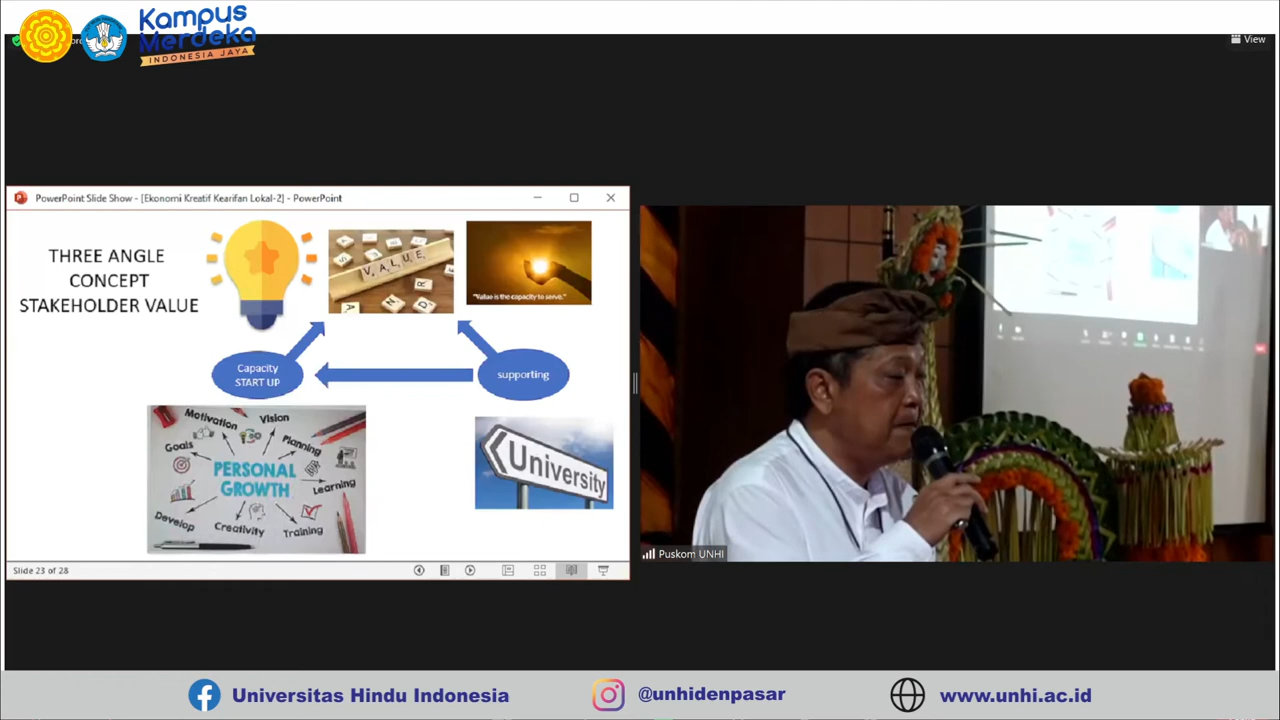 Kampus
Merdeka
INDONESIA JAYA
View
PowerPoint Slide Show - [Ekonomi Kreatif Kearifan Lokal-2] - PowerPoint
THREE ANGLE
CONCEPT
STAKEHOLDER VALUE
VALUE
"Value is the capacity to serve."
Capacity
START UP
supporting
Motivation
Vision
Goals
Planning
PERSONAL
GROWTH
Learning
Develop
Creativity
Training
University
Slide 23 of 28
Puskom UNHI
Universitas Hindu Indonesia
@unhidenpasar
www.unhi.ac.id